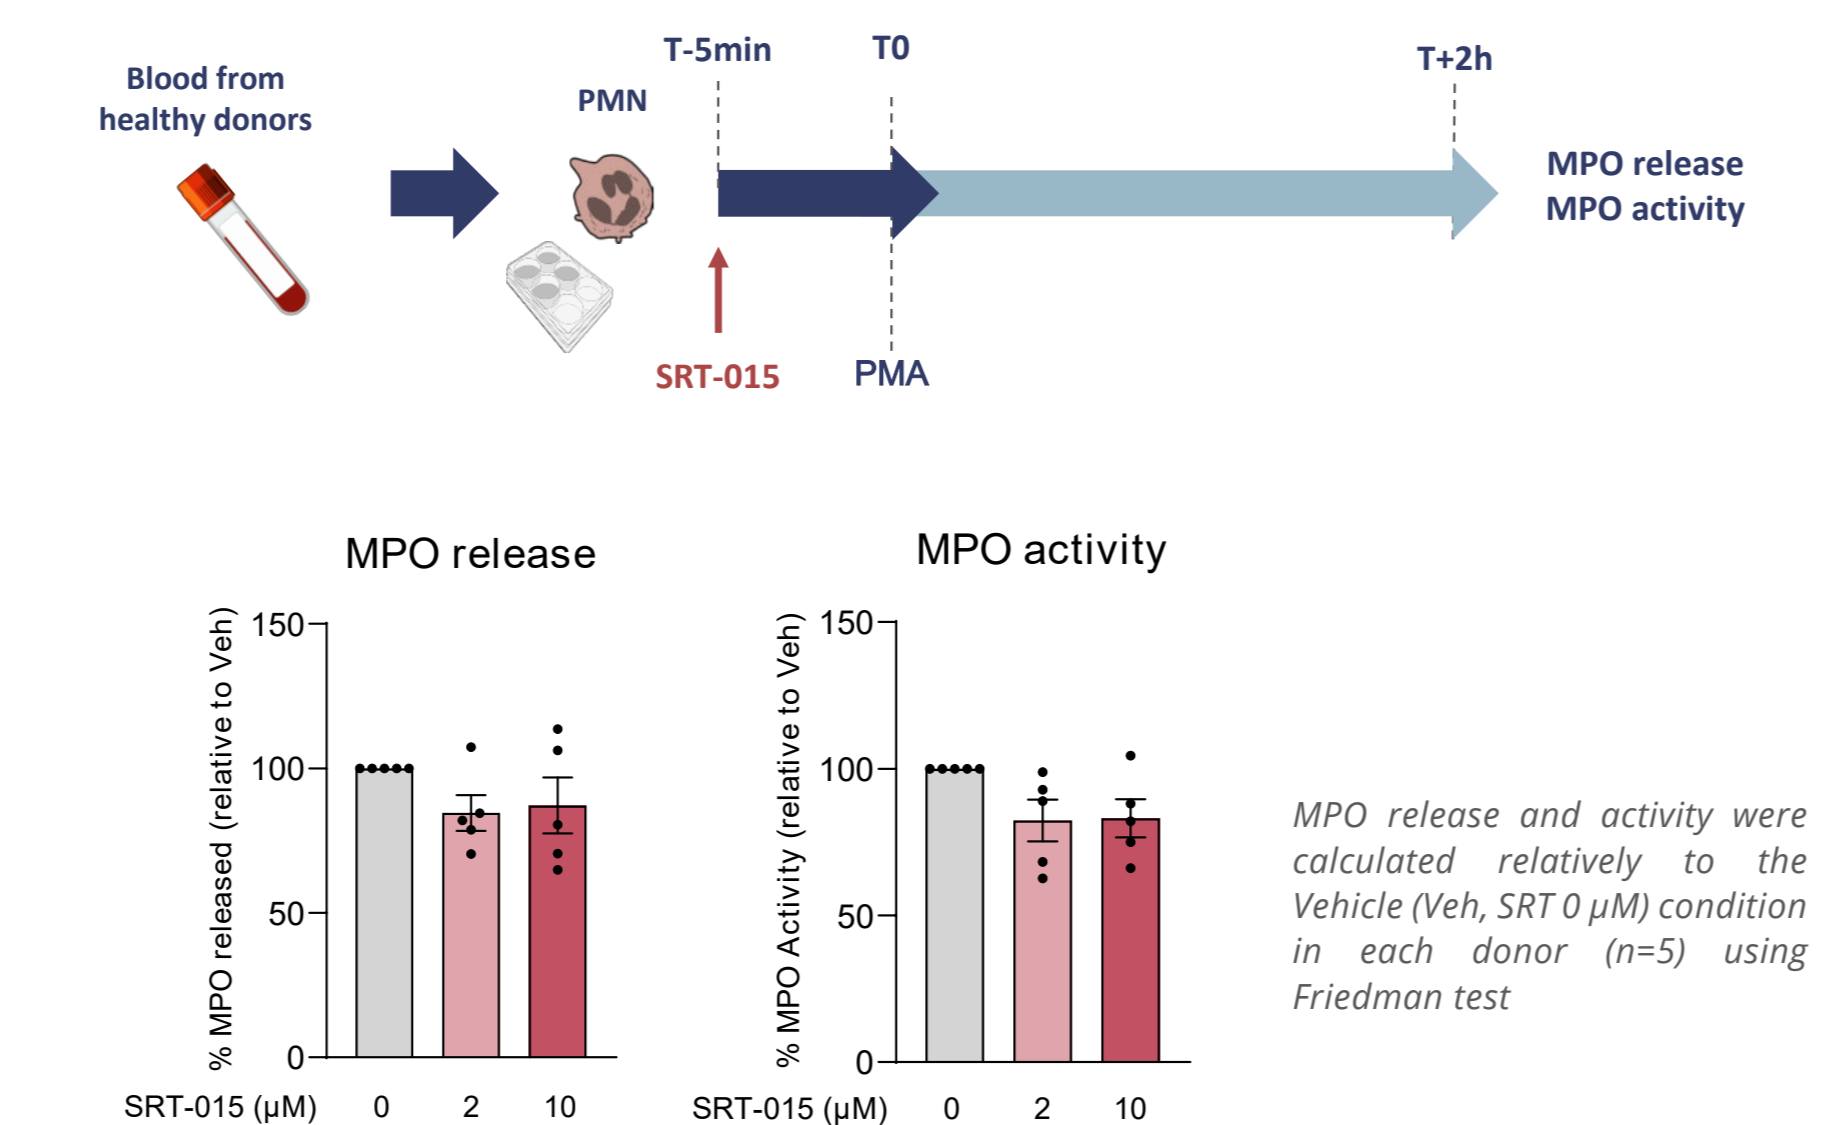 Blood from
healthy donors
PMN
T-5min
T0
T+2h
MPO release
MPO activity
SRT-015
PMA
MPO release
% MPO released (relative to Veh)
150
100
50
0
SRT-015 (µM)
0
2
10
MPO activity
% MPO Activity (relative to Veh)
150
100
50
0
SRT-015 (µM)
0
2
10
MPO release and activity were
calculated relatively to the
Vehicle (Veh, SRT 0 µM) condition
in each donor (n=5) using
Friedman test